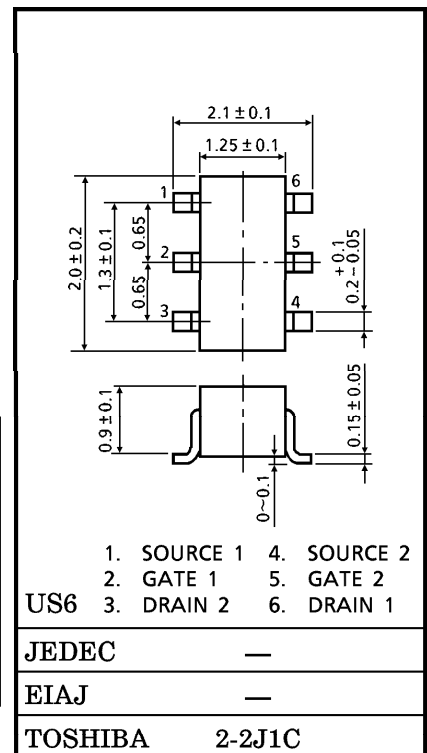 2.1±0.1
1.25±0.1
1
6
2
5
3
4
2.0±0.2
1.3±0.1
0.65
0.65
+0.1
0.2-0.05
0.9±0.1
0.15±0.05
0~0.1
1. SOURCE 1 4. SOURCE 2
2. GATE 1 5. GATE 2
US6 3. DRAIN 2 6. DRAIN 1
JEDEC —
EIAJ —
TOSHIBA 2-2J1C